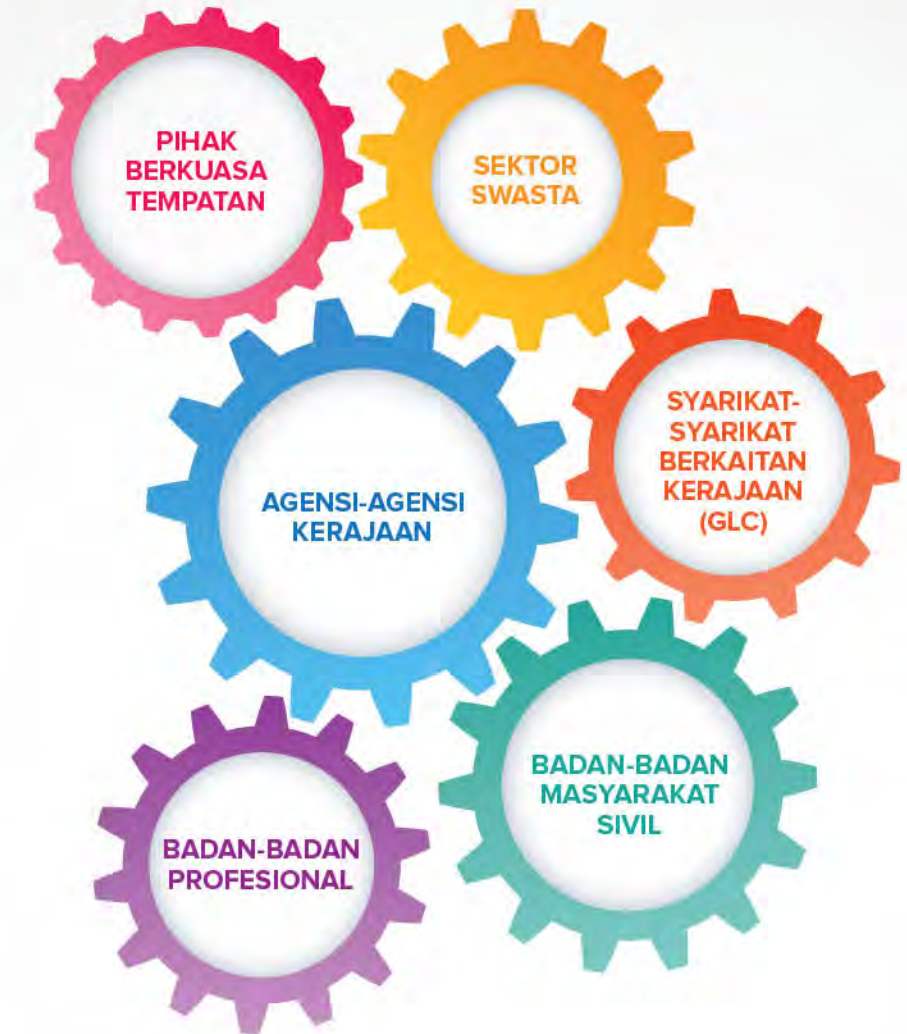 PIHAK
BERKUASA
TEMPATAN
SEKTOR
SWASTA
SYARIKAT-
SYARIKAT
BERKAITAN
KERAJAAN
(GLC)
AGENSI-AGENSI
KERAJAAN
BADAN-BADAN
MASYARAKAT
SIVIL
BADAN-BADAN
PROFESIONAL